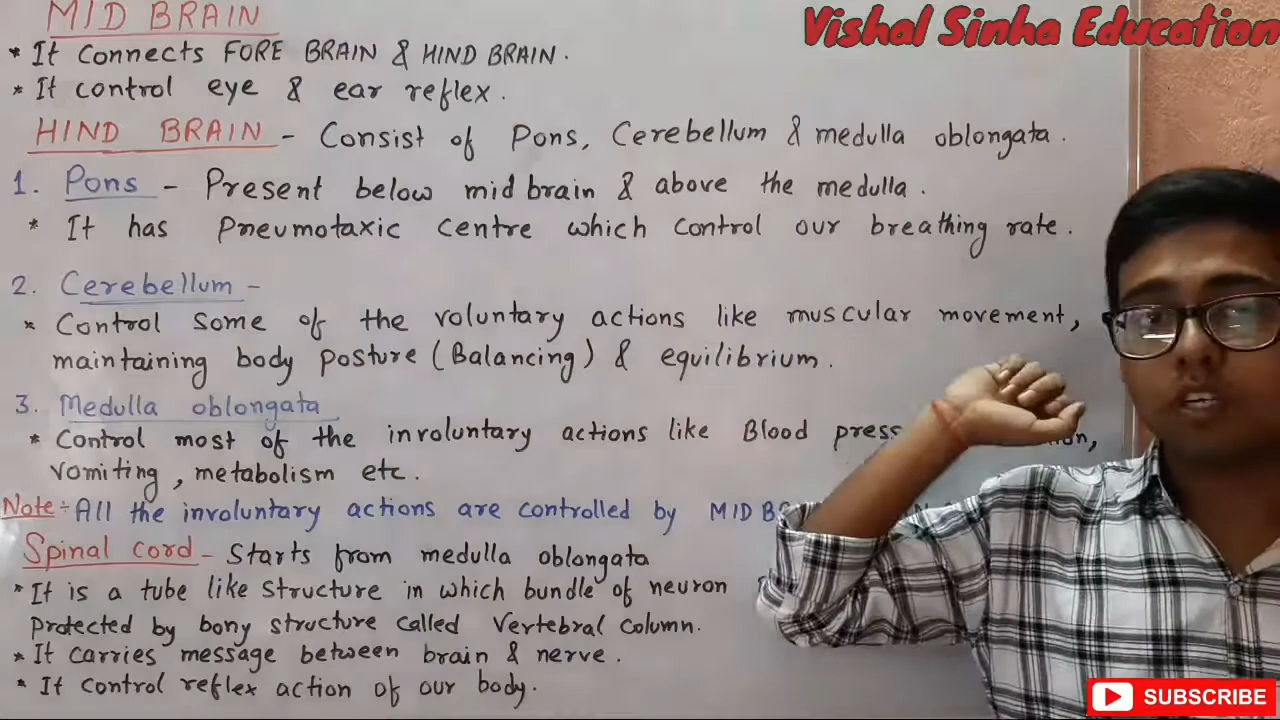 MID BRAIN
Vishal Sinha Education
* It connects FORE BRAIN & HIND BRAIN.
* It control eye & ear reflex.
HIND BRAIN - Consist of Pons, Cerebellum & medulla oblongata.
1. Pons - Present below mid brain & above the medulla.
* It has Pneumotaxic centre which control our breathing rate.
2. Cerebellum -
* Control some of the voluntary actions like muscular movement,
maintaining body posture (Balancing) & equilibrium.
3. Medulla oblongata
* Control most of the involuntary actions like Blood
vomiting, metabolism etc.
Note:- All the involuntary actions are controlled by MID
Spinal cord - Starts from medulla oblongata
* It is a tube like structure in which bundle of neuron
protected by bony structure called Vertebral column.
* It carries message between brain & nerve.
* It control reflex action of our body.
SUBSCRIBE